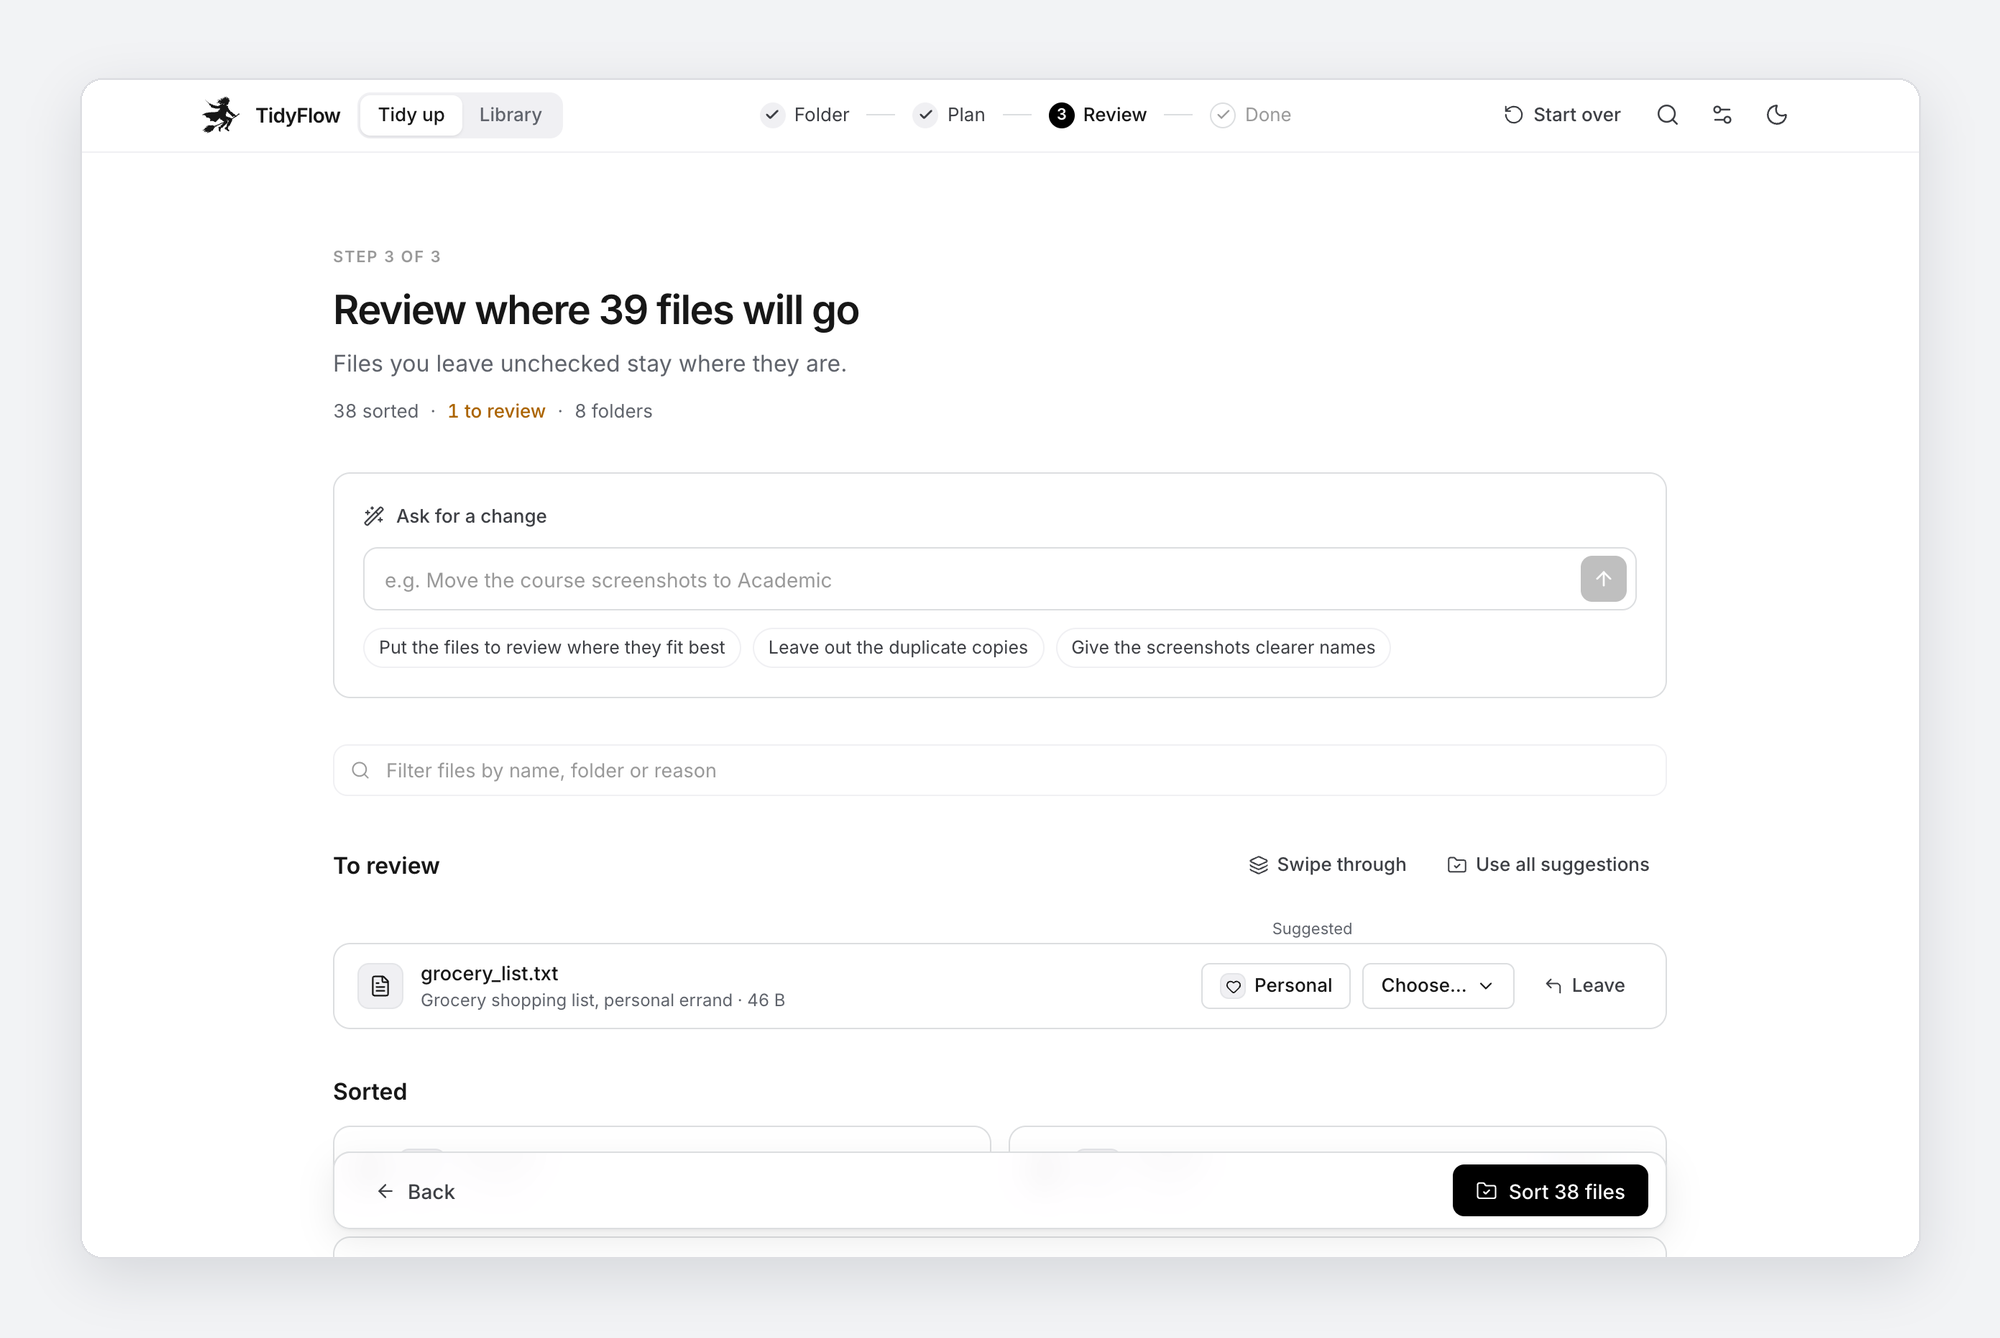 TidyFlow Tidy up Library Folder Plan 3 Review Done Start over
STEP 3 OF 3
Review where 39 files will go
Files you leave unchecked stay where they are.
38 sorted · 1 to review · 8 folders
Ask for a change
e.g. Move the course screenshots to Academic
Put the files to review where they fit best Leave out the duplicate copies Give the screenshots clearer names
Filter files by name, folder or reason
To review Swipe through Use all suggestions
Suggested
grocery_list.txt
Grocery shopping list, personal errand · 46 B
Personal Choose... Leave
Sorted
Back Sort 38 files